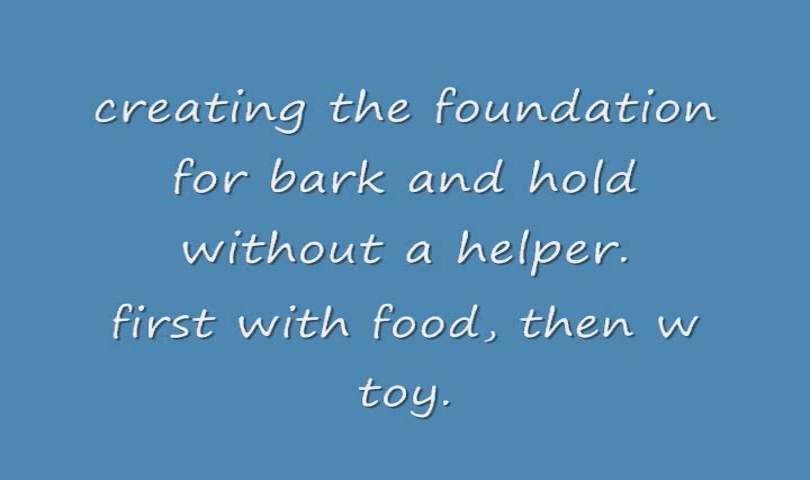 creating the foundation
for bark and hold
without a helper.
first with food, then w
toy.